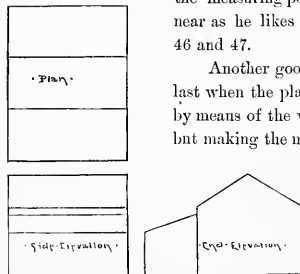 the measuring po
near as he likes
46 and 47.
Another goo
last when the pla
by means of the v
but making the m
· Plan ·
· Side-Elevation ·
· End-Elevation ·